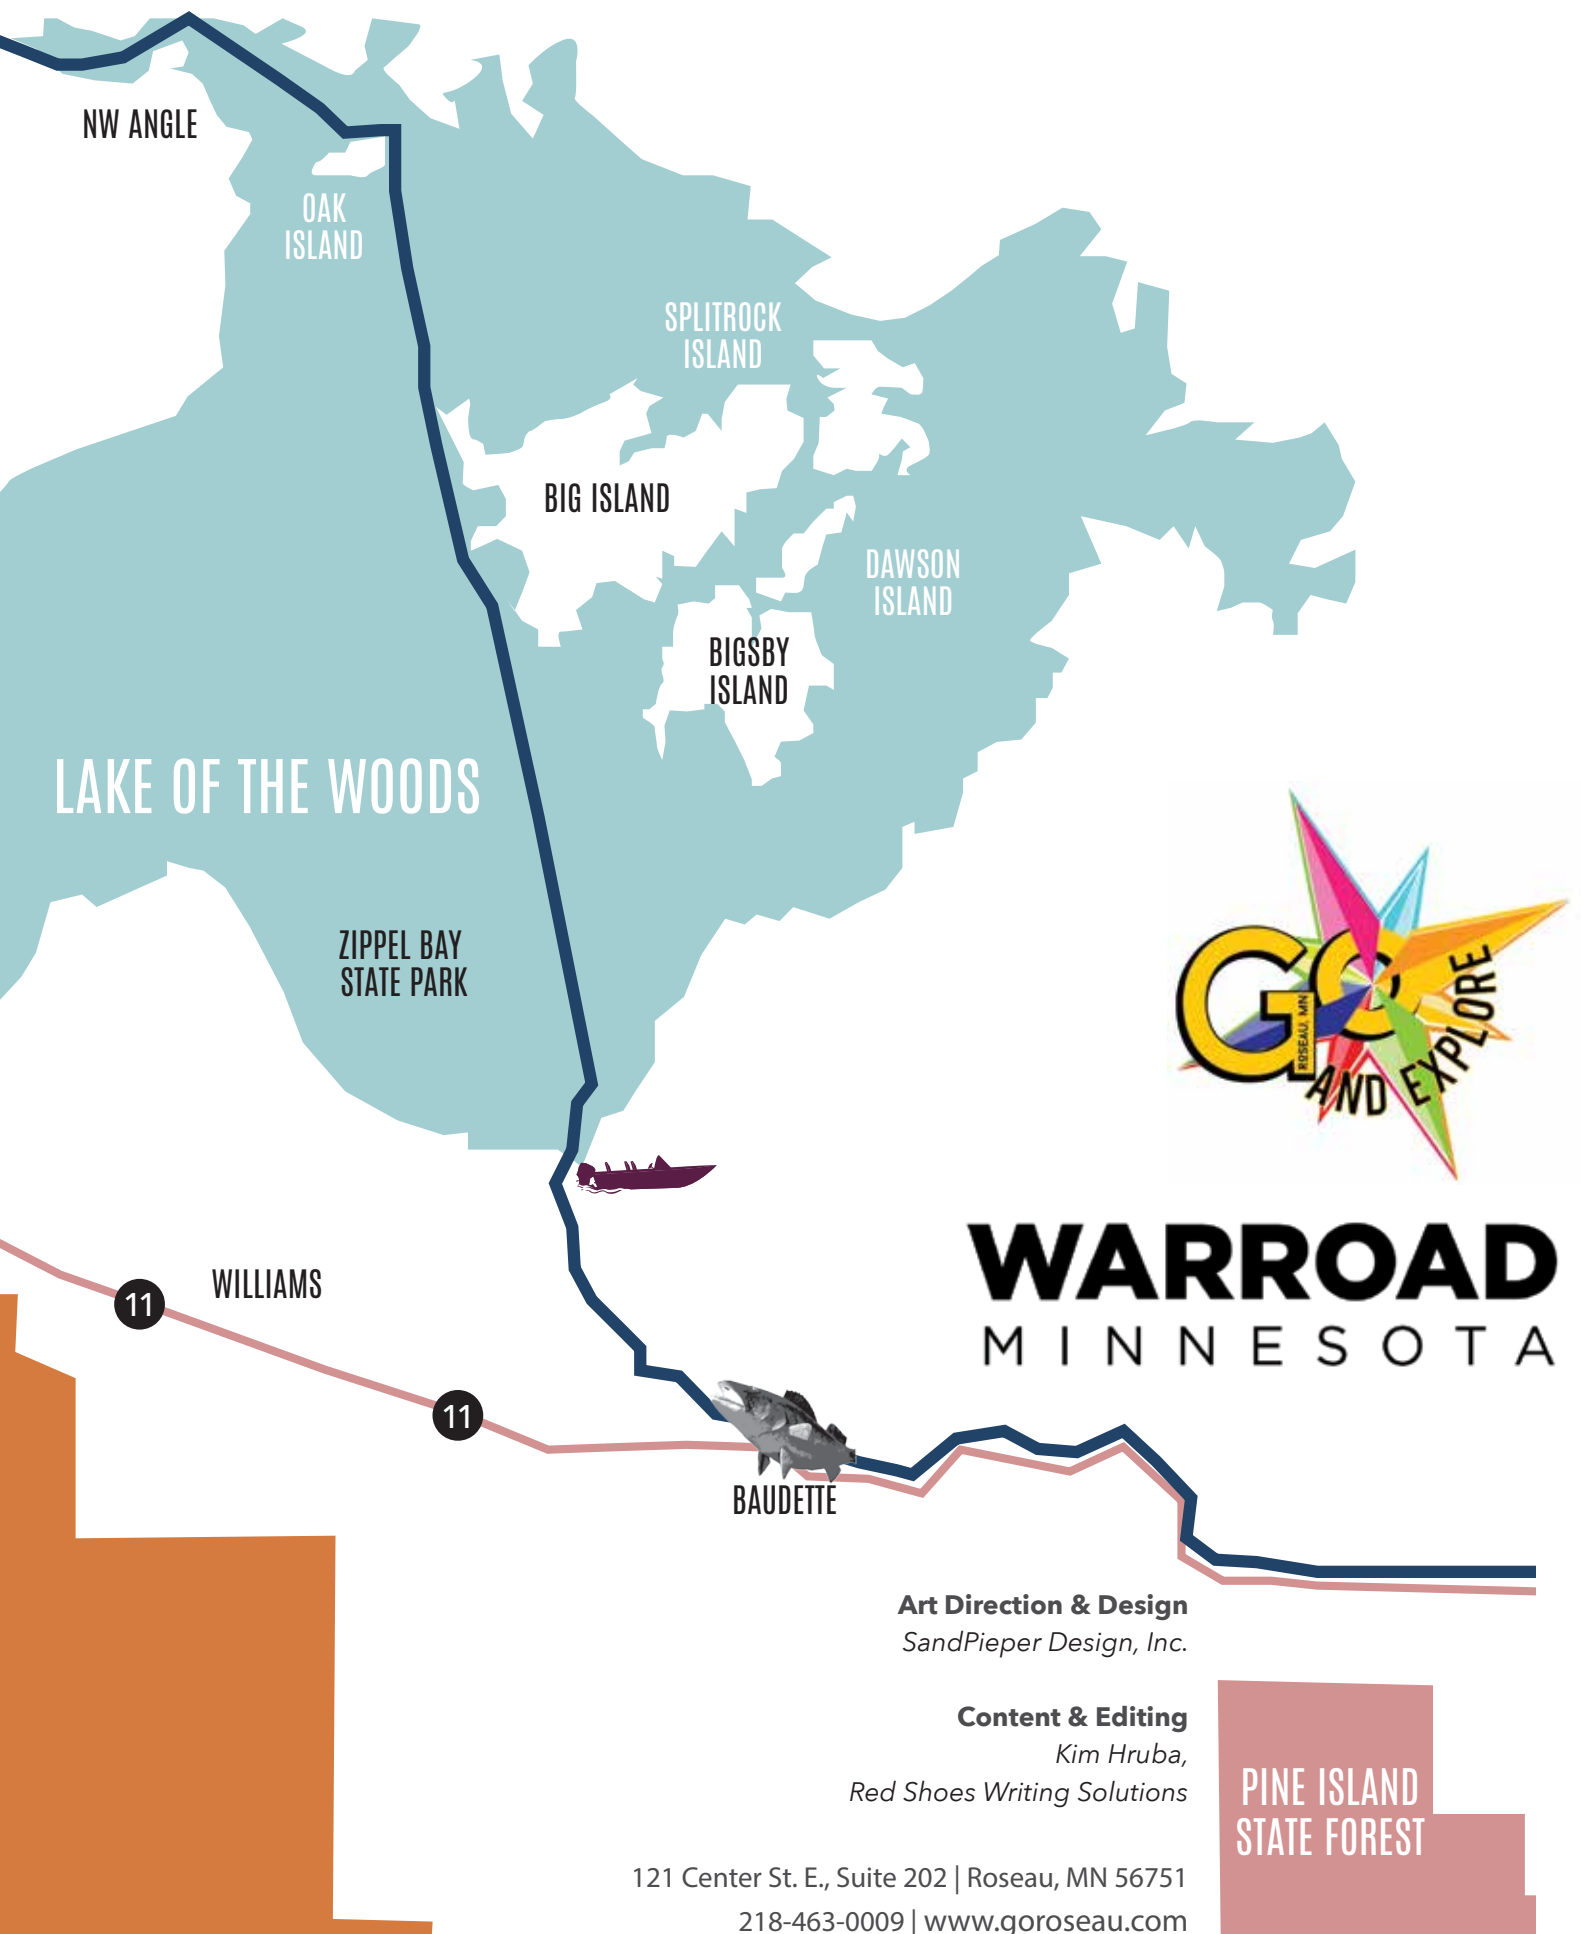 NW ANGLE
OAK
ISLAND
SPLITROCK
ISLAND
BIG ISLAND
DAWSON
ISLAND
BIGSBY
ISLAND
LAKE OF THE WOODS
ZIPPEL BAY
STATE PARK
GO
ROSEAU, MN
AND EXPLORE
WARROAD
MINNESOTA
11
WILLIAMS
11
BAUDETTE
Art Direction & Design
SandPieper Design, Inc.
Content & Editing
Kim Hruba,
Red Shoes Writing Solutions
PINE ISLAND
STATE FOREST
121 Center St. E., Suite 202 | Roseau, MN 56751
218-463-0009 | www.goroseau.com